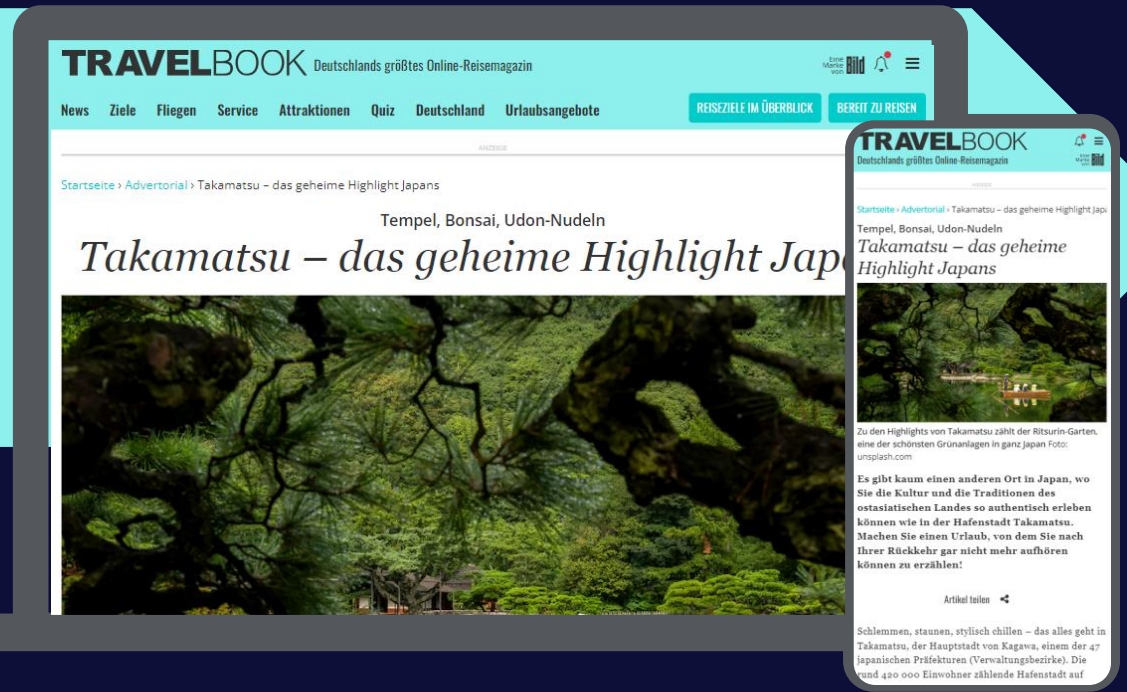 TRAVELBOOK Deutschlands größtes Online-Reisemagazin
Eine Marke von Bild
News Ziele Fliegen Service Attraktionen Quiz Deutschland Urlaubsangebote
REISEZIELE IM ÜBERBLICK BEREIT ZU REISEN
ANZEIGE
Startseite › Advertorial › Takamatsu – das geheime Highlight Japans
Tempel, Bonsai, Udon-Nudeln
Takamatsu – das geheime Highlight Jap
TRAVELBOOK
Deutschlands größtes Online-Reisemagazin
Eine Marke von Bild
ANZEIGE
Startseite › Advertorial › Takamatsu – das geheime Highlight Japa
Tempel, Bonsai, Udon-Nudeln
Takamatsu – das geheime
Highlight Japans
Zu den Highlights von Takamatsu zählt der Ritsurin-Garten,
eine der schönsten Grünanlagen in ganz Japan Foto:
unsplash.com
Es gibt kaum einen anderen Ort in Japan, wo
Sie die Kultur und die Traditionen des
ostasiatischen Landes so authentisch erleben
können wie in der Hafenstadt Takamatsu.
Machen Sie einen Urlaub, von dem Sie nach
Ihrer Rückkehr gar nicht mehr aufhören
können zu erzählen!
Artikel teilen
Schlemmen, staunen, stylisch chillen – das alles geht in
Takamatsu, der Hauptstadt von Kagawa, einem der 47
japanischen Präfekturen (Verwaltungsbezirke). Die
rund 420 000 Einwohner zählende Hafenstadt auf